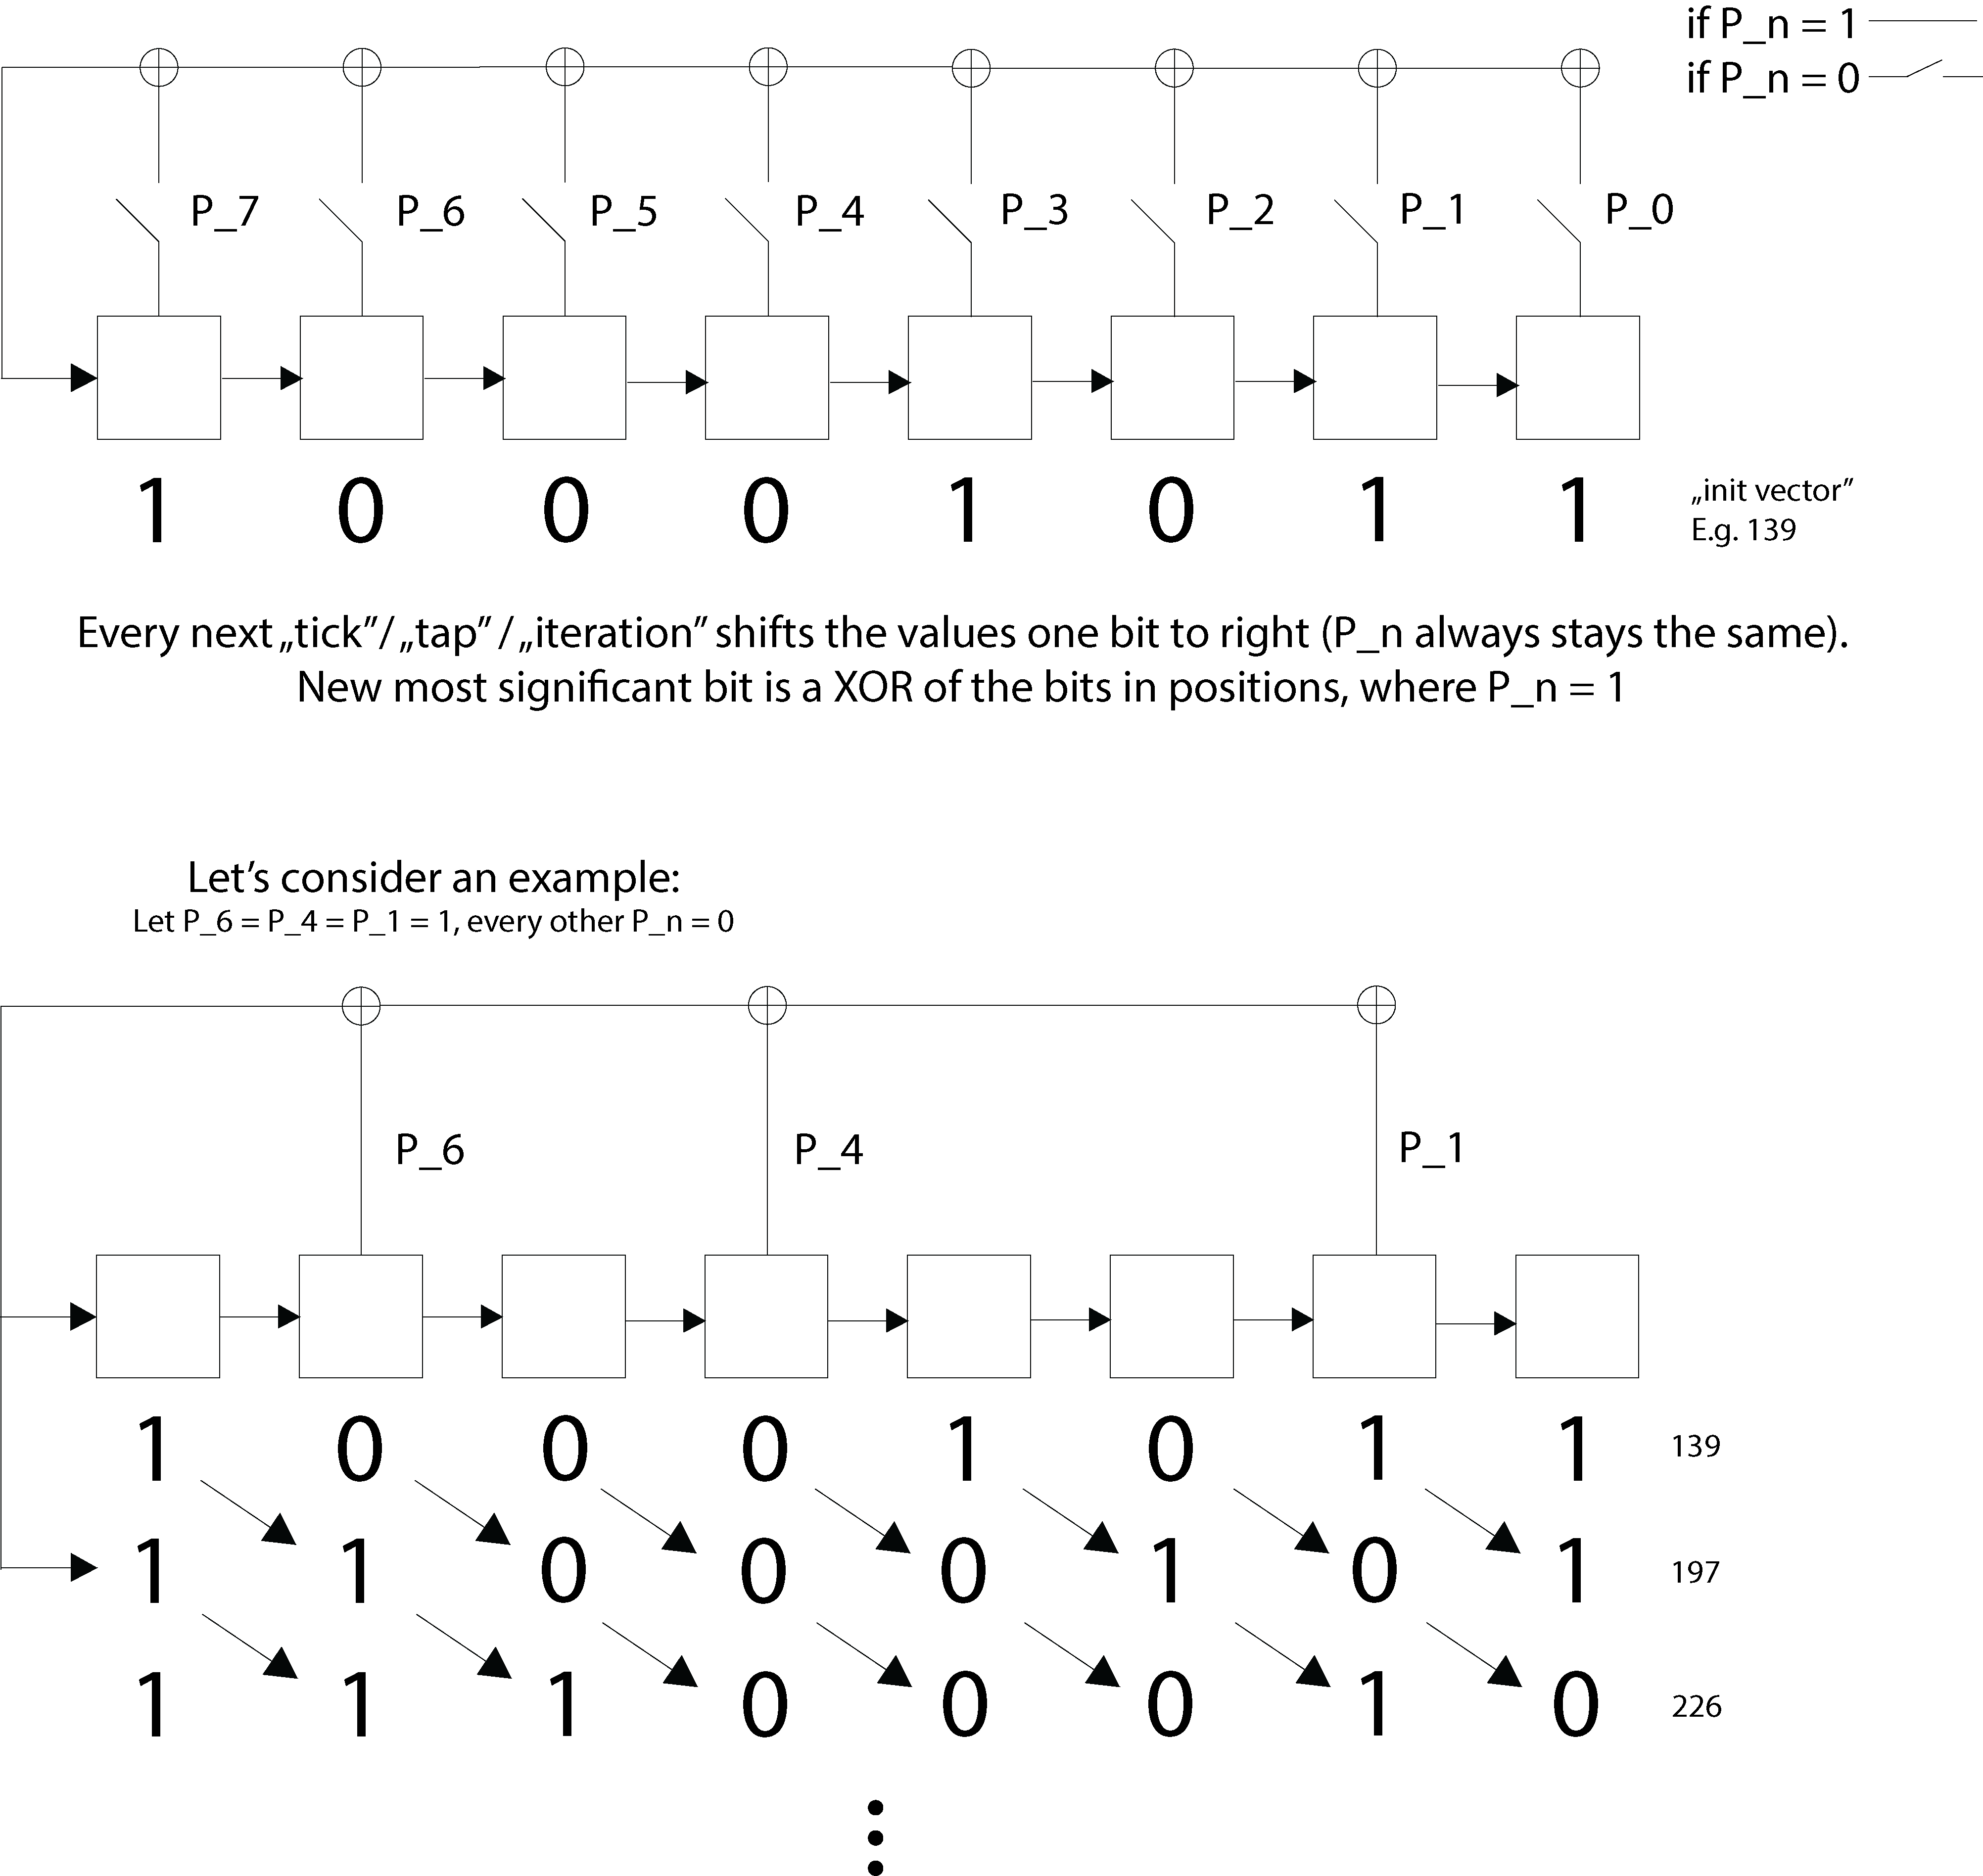 if P_n = 1
if P_n = 0
P_7 P_6 P_5 P_4 P_3 P_2 P_1 P_0
1 0 0 0 1 0 1 1
„init vector”
E.g. 139
Every next „tick”/„tap”/„iteration” shifts the values one bit to right (P_n always stays the same).
New most significant bit is a XOR of the bits in positions, where P_n = 1
Let’s consider an example:
Let P_6 = P_4 = P_1 = 1, every other P_n = 0
P_6 P_4 P_1
1 0 0 0 1 0 1 1 139
1 1 0 0 0 1 0 1 197
1 1 1 0 0 0 1 0 226